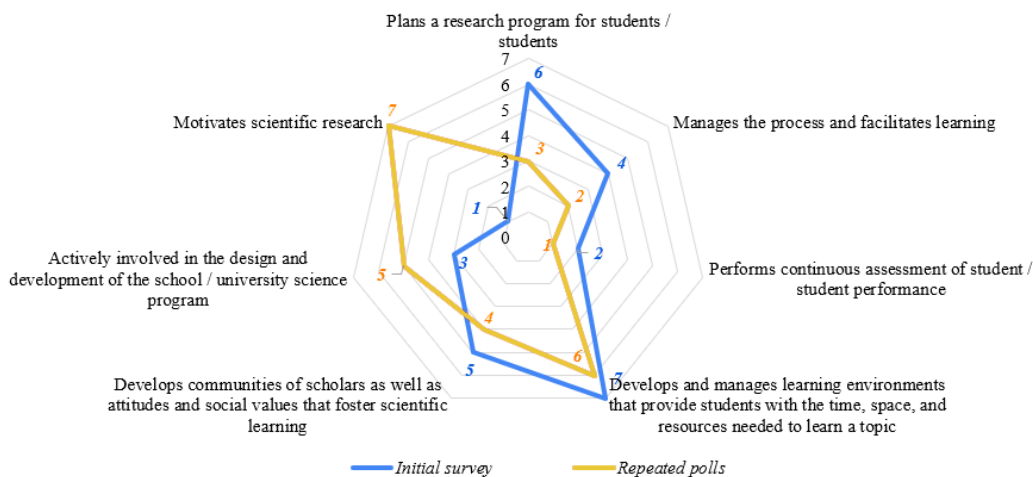 Plans a research program for students /
students
7
6
5
4
3
2
1
0
6
3
Manages the process and facilitates learning
4
2
Performs continuous assessment of student /
student performance
2
1
Develops and manages learning environments
that provide students with the time, space, and
resources needed to learn a topic
7
6
Develops communities of scholars as well as
attitudes and social values that foster scientific
learning
5
4
Actively involved in the design and
development of the school / university science
program
3
5
Motivates scientific research
1
7
Initial survey
Repeated polls